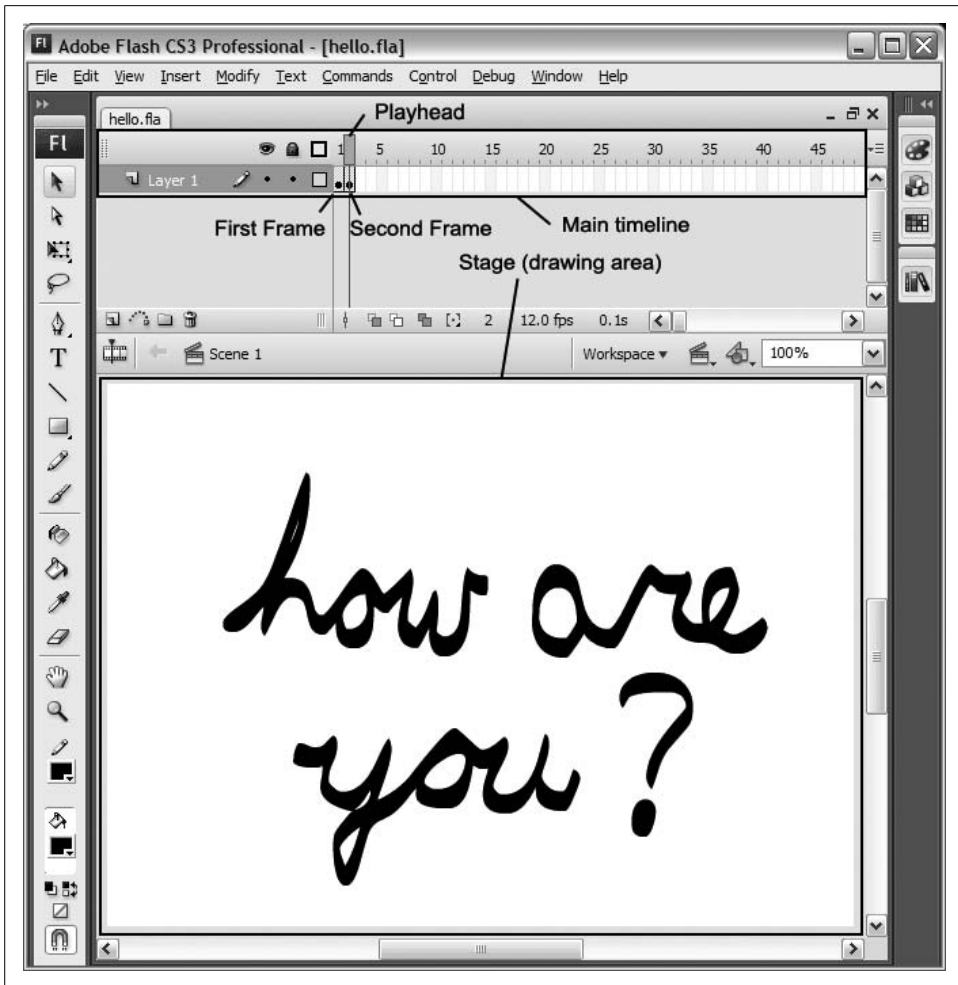 Fl Adobe Flash CS3 Professional - [hello.fla]
File Edit View Insert Modify Text Commands Control Debug Window Help
hello.fla
Playhead
Fl
1 5 10 15 20 25 30 35 40 45
Layer 1
First Frame Second Frame Main timeline
Stage (drawing area)
2 12.0 fps 0.1s
Scene 1 Workspace 100%
T
how are
you?